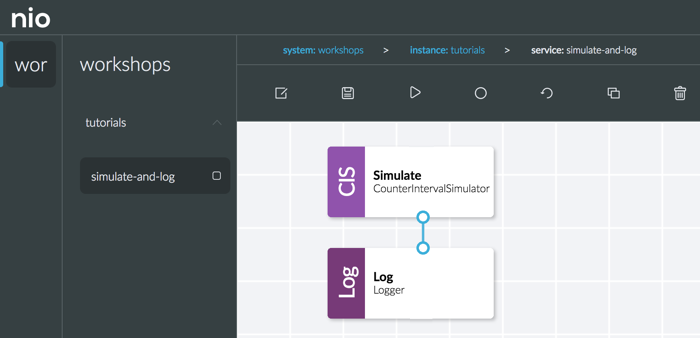 nio
wor
workshops
system: workshops > instance: tutorials > service: simulate-and-log
tutorials
simulate-and-log
CIS
Simulate
CounterIntervalSimulator
Log
Log
Logger